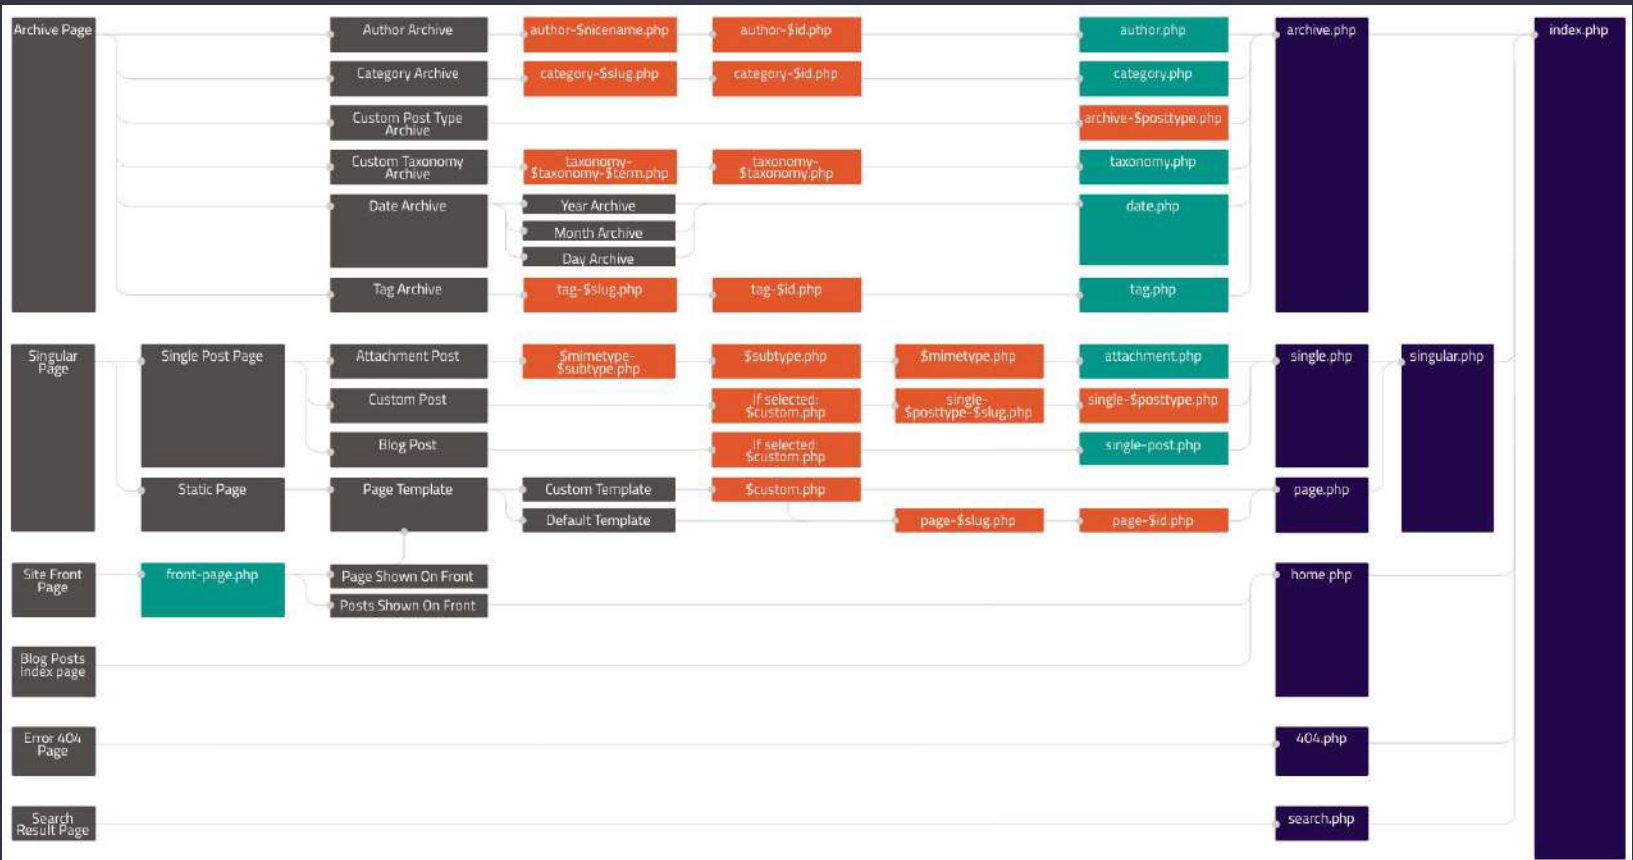 Archive Page
Author Archive
author-$nicename.php
author-$id.php
author.php
archive.php
index.php
Category Archive
category-$slug.php
category-$id.php
category.php
Custom Post Type
Archive
archive-$posttype.php
Custom Taxonomy
Archive
taxonomy-
$taxonomy-$term.php
taxonomy-
$taxonomy.php
taxonomy.php
Date Archive
Year Archive
Month Archive
Day Archive
date.php
Tag Archive
tag-$slug.php
tag-$id.php
tag.php
Singular
Page
Single Post Page
Attachment Post
$mimetype-
$subtype.php
$subtype.php
$mimetype.php
attachment.php
single.php
singular.php
Custom Post
If selected:
$custom.php
single-
$posttype-$slug.php
single-$posttype.php
Blog Post
If selected:
$custom.php
single-post.php
Static Page
Page Template
Custom Template
$custom.php
page.php
Default Template
page-$slug.php
page-$id.php
Site Front
Page
front-page.php
Page Shown On Front
Posts Shown On Front
home.php
Blog Posts
Index page
Error 404
Page
404.php
Search
Result Page
search.php